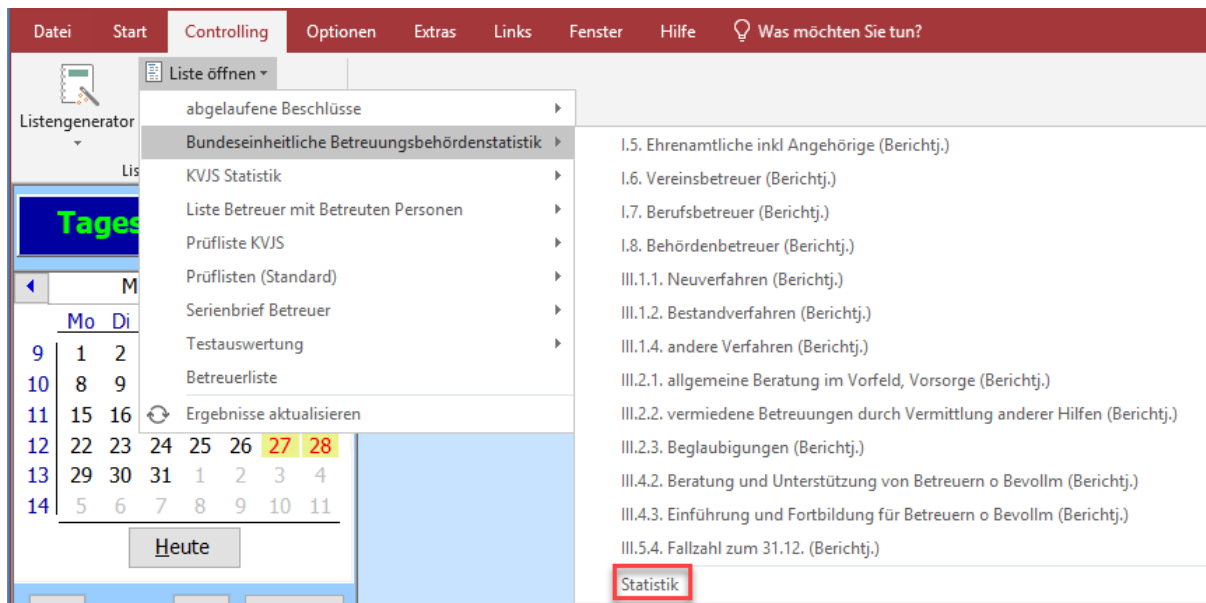 Datei Start Controlling Optionen Extras Links Fenster Hilfe Was möchten Sie tun?
Liste öffnen
Listengenerator
Lis
abgelaufene Beschlüsse
Bundeseinheitliche Betreuungsbehördenstatistik
KVJS Statistik
Liste Betreuer mit Betreuten Personen
Prüfliste KVJS
Prüflisten (Standard)
Serienbrief Betreuer
Testauswertung
Betreuerliste
Ergebnisse aktualisieren
I.5. Ehrenamtliche inkl Angehörige (Berichtj.)
I.6. Vereinsbetreuer (Berichtj.)
I.7. Berufsbetreuer (Berichtj.)
I.8. Behördenbetreuer (Berichtj.)
III.1.1. Neuverfahren (Berichtj.)
III.1.2. Bestandverfahren (Berichtj.)
III.1.4. andere Verfahren (Berichtj.)
III.2.1. allgemeine Beratung im Vorfeld, Vorsorge (Berichtj.)
III.2.2. vermiedene Betreuungen durch Vermittlung anderer Hilfen (Berichtj.)
III.2.3. Beglaubigungen (Berichtj.)
III.4.2. Beratung und Unterstützung von Betreuern o Bevollm (Berichtj.)
III.4.3. Einführung und Fortbildung für Betreuern o Bevollm (Berichtj.)
III.5.4. Fallzahl zum 31.12. (Berichtj.)
Statistik
Tages
M
Mo Di
9 1 2
10 8 9
11 15 16
12 22 23 24 25 26 27 28
13 29 30 31 1 2 3 4
14 5 6 7 8 9 10 11
Heute